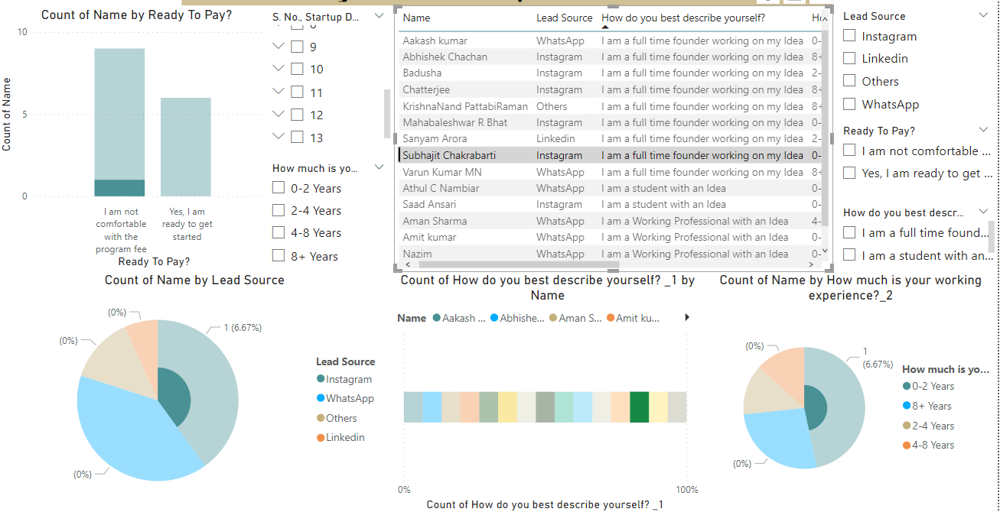 Count of Name by Ready To Pay?
10
5
0
Count of Name
I am not
comfortable
with the
program fee
Yes, I am
ready to get
started
Ready To Pay?
S. No., Startup D...
9
10
11
12
13
How much is yo...
0-2 Years
2-4 Years
4-8 Years
8+ Years
Name Lead Source How do you best describe yourself?
Aakash kumar WhatsApp I am a full time founder working on my Idea 0-
Abhishek Chachan Instagram I am a full time founder working on my Idea 8+
Badusha Instagram I am a full time founder working on my Idea 2-
Chatterjee Instagram I am a full time founder working on my Idea 8+
KrishnaNand PattabiRaman Others I am a full time founder working on my Idea 8+
Mahabaleshwar R Bhat Instagram I am a full time founder working on my Idea 0-
Sanyam Arora Linkedin I am a full time founder working on my Idea 2-
Subhajit Chakrabarti Instagram I am a full time founder working on my Idea 0-
Varun Kumar MN WhatsApp I am a full time founder working on my Idea 8+
Athul C Nambiar WhatsApp I am a student with an Idea 0-
Saad Ansari Instagram I am a student with an Idea 0-
Aman Sharma WhatsApp I am a Working Professional with an Idea 4-
Amit kumar WhatsApp I am a Working Professional with an Idea 0-
Nazim WhatsApp I am a Working Professional with an Idea 0-
Lead Source
Instagram
Linkedin
Others
WhatsApp
Ready To Pay?
I am not comfortable ...
Yes, I am ready to get ...
How do you best descr...
I am a full time found...
I am a student with an...
Count of Name by Lead Source
(0%)
1 (6.67%)
(0%)
(0%)
Lead Source
Instagram
WhatsApp
Others
Linkedin
Count of How do you best describe yourself? _1 by
Name
Name Aakash ... Abhishe... Aman S... Amit ku...
0% 100%
Count of How do you best describe yourself? _1
Count of Name by How much is your working
experience?_2
(0%)
1
(6.67%)
(0%)
(0%)
How much is yo...
0-2 Years
8+ Years
2-4 Years
4-8 Years